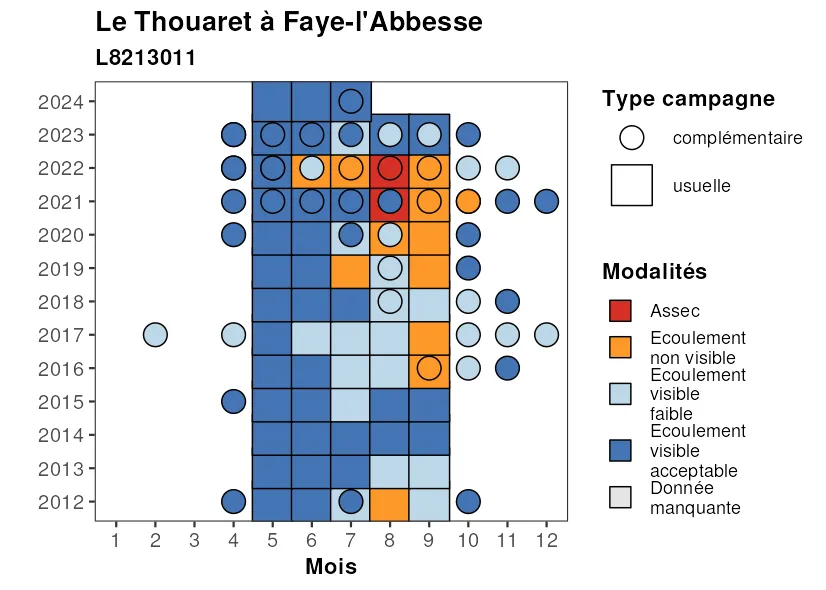 Le Thouaret à Faye-l'Abbesse
L8213011
2024
2023
2022
2021
2020
2019
2018
2017
2016
2015
2014
2013
2012
1 2 3 4 5 6 7 8 9 10 11 12
Mois
Type campagne
complémentaire
usuelle
Modalités
Assec
Ecoulement
non visible
Ecoulement
visible
faible
Ecoulement
visible
acceptable
Donnée
manquante